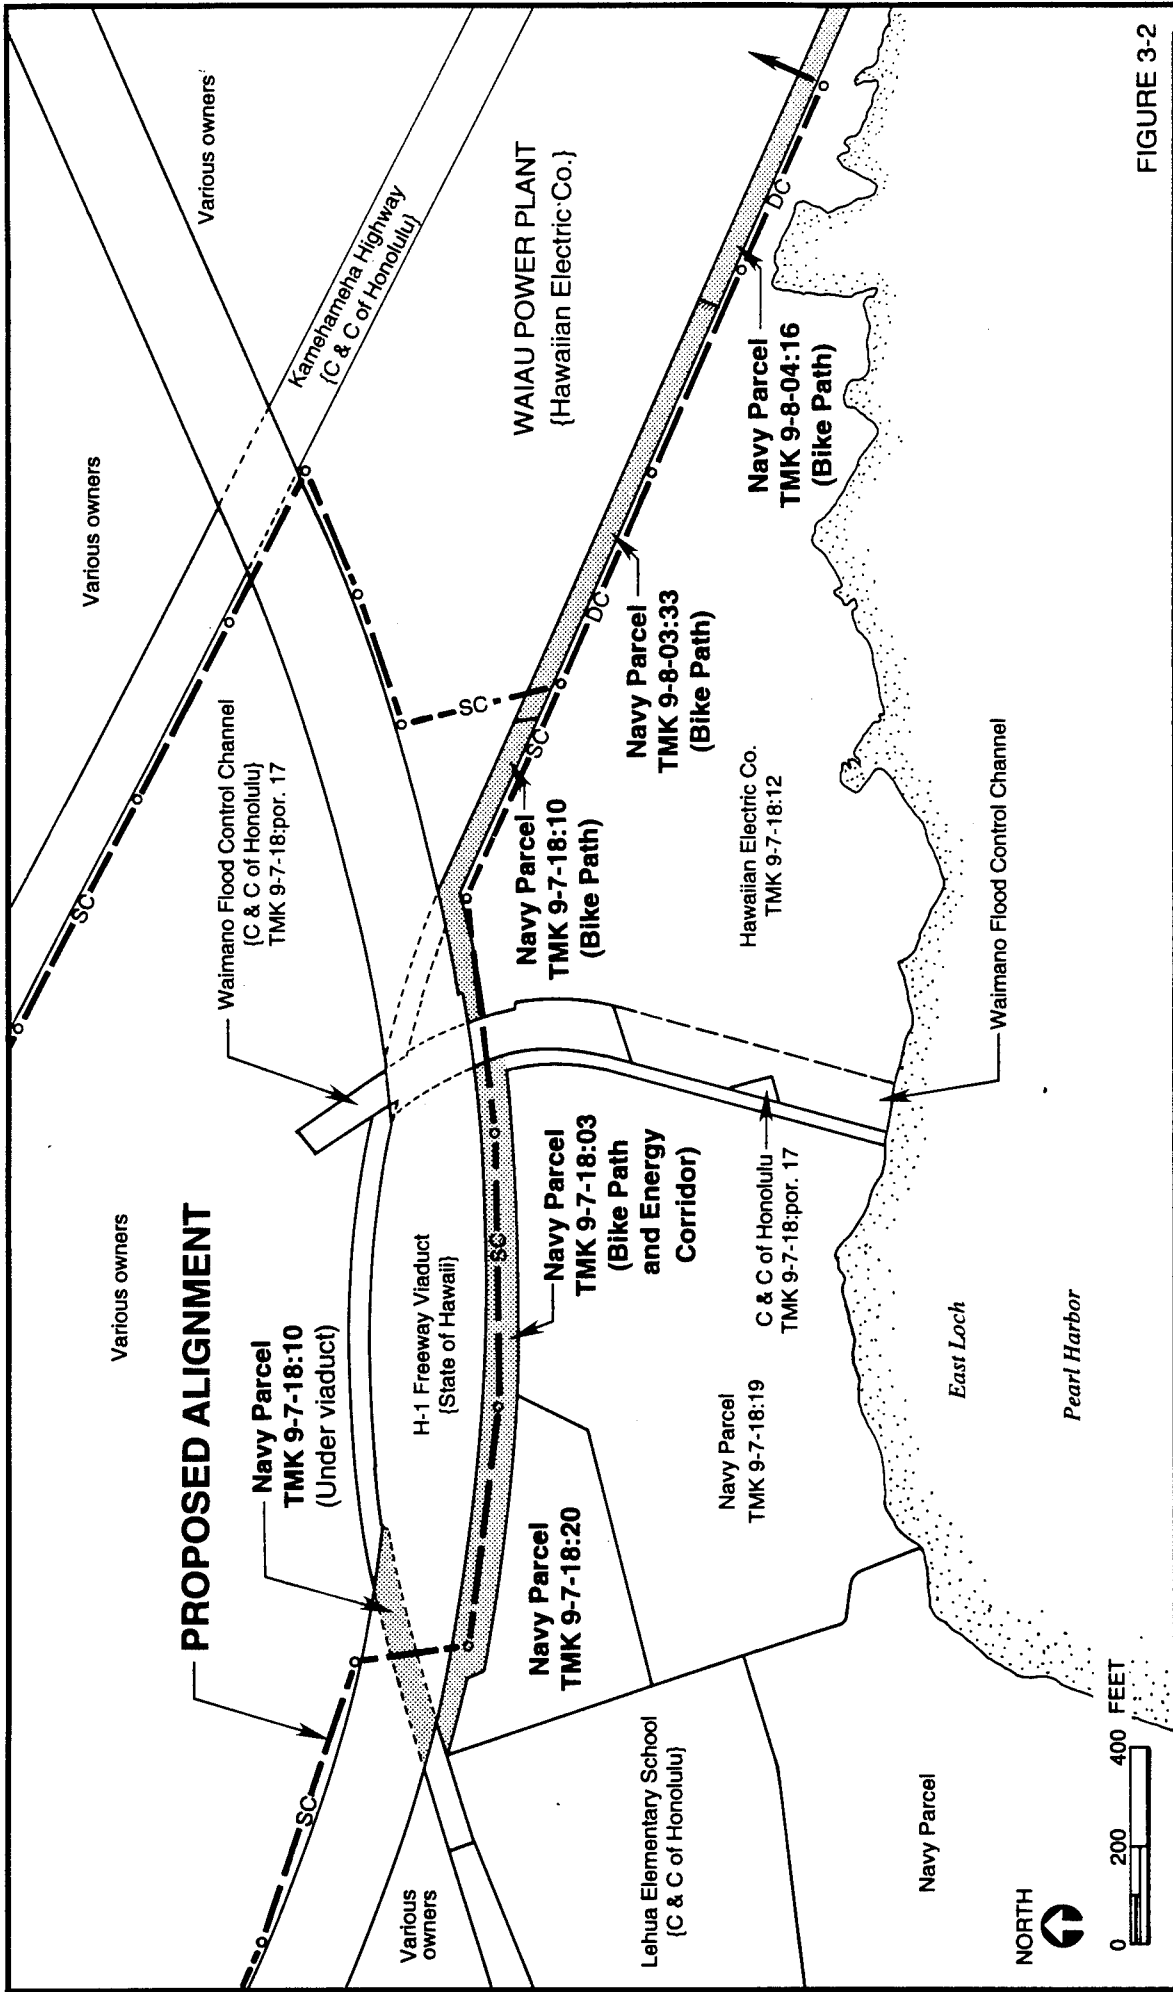 Various owners
Various owners
Various owners
PROPOSED ALIGNMENT
Navy Parcel
TMK 9-7-18:10
(Under viaduct)
Waimano Flood Control Channel
{C & C of Honolulu}
TMK 9-7-18:por. 17
Kamehameha Highway
{C & C of Honolulu}
SC
SC
Various
owners
H-1 Freeway Viaduct
{State of Hawaii}
SC
SC
SC
WAIAU POWER PLANT
{Hawaiian Electric Co.}
Navy Parcel
TMK 9-7-18:20
Navy Parcel
TMK 9-7-18:03
(Bike Path
and Energy
Corridor)
Navy Parcel
TMK 9-7-18:10
(Bike Path)
DC
Navy Parcel
TMK 9-8-03:33
(Bike Path)
DC
Navy Parcel
TMK 9-8-04:16
(Bike Path)
Lehua Elementary School
{C & C of Honolulu}
Navy Parcel
TMK 9-7-18:19
C & C of Honolulu
TMK 9-7-18:por. 17
Hawaiian Electric Co.
TMK 9-7-18:12
Navy Parcel
East Loch
Pearl Harbor
Waimano Flood Control Channel
NORTH
0 200 400 FEET
FIGURE 3-2